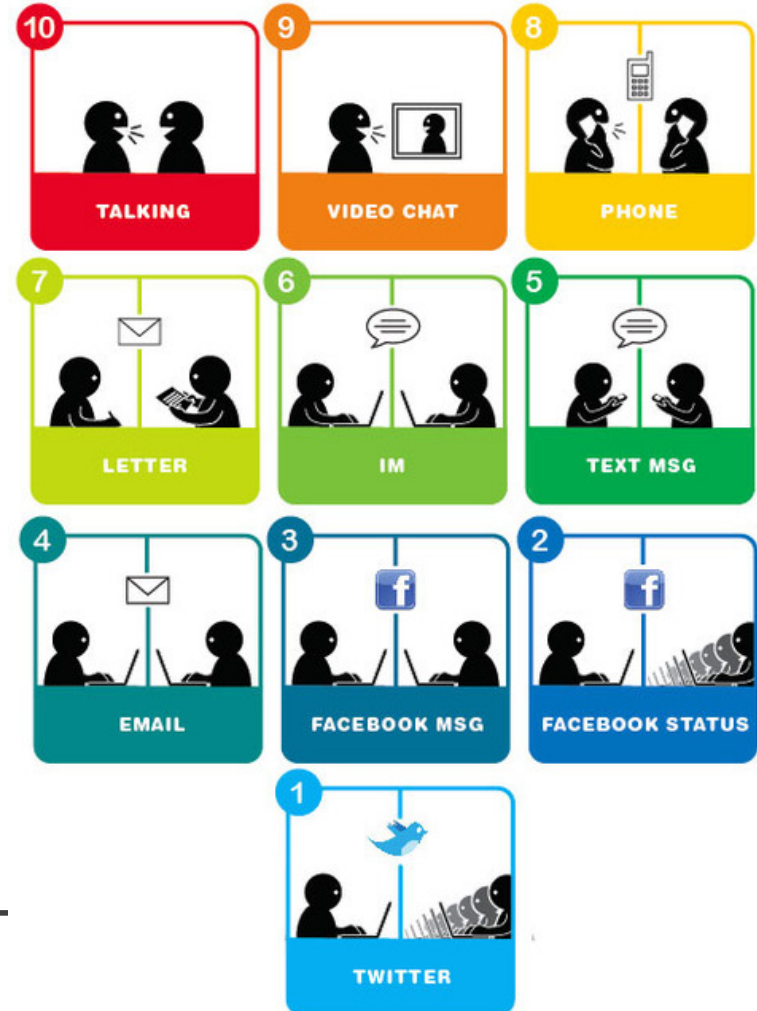 10
TALKING
9
VIDEO CHAT
8
PHONE
7
LETTER
6
IM
5
TEXT MSG
4
EMAIL
3
f
FACEBOOK MSG
2
f
FACEBOOK STATUS
1
TWITTER